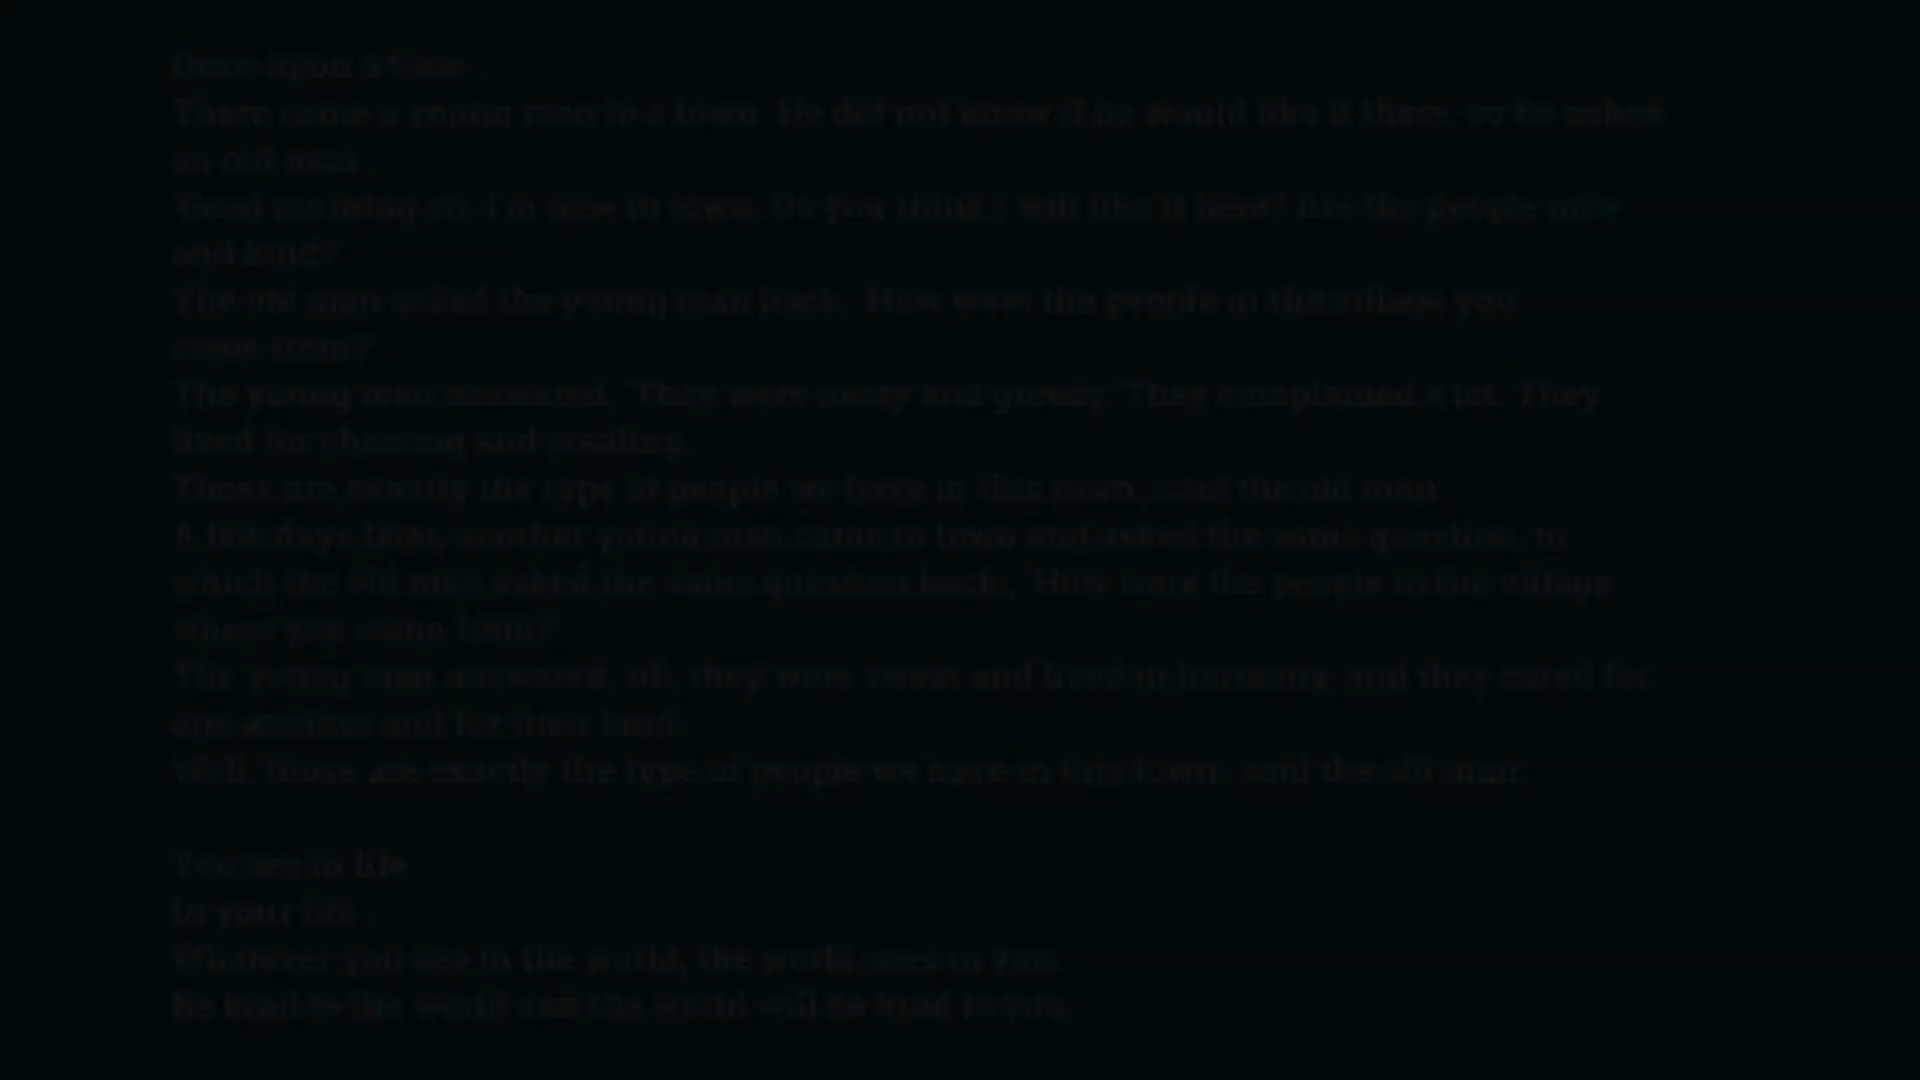 Once upon a time ...
There came a young man to a town. He did not know if he would like it there, so he asked
an old man ...
'Good morning sir. I'm new in town. Do you think I will like it here? Are the people nice
and kind?'
The old man asked the young man back, 'How were the people in the village you
come from?'
The young man answered, 'They were nasty and greedy. They complained a lot. They
lived for cheating and stealing.
Those are exactly the type of people we have in this town, said the old man.
A few days later, another young man came to town and asked the same question, to
which the old man asked the same question back, 'How were the people in the village
where you come from?'
The young man answered, oh, they were sweet and lived in harmony, and they cared for
one another and for their land.
Well, those are exactly the type of people we have in this town, said the old man.
You see in life ...
In your life ...
Whatever you see in the world, the world sees in you.
Be kind to the world and the world will be kind to you.